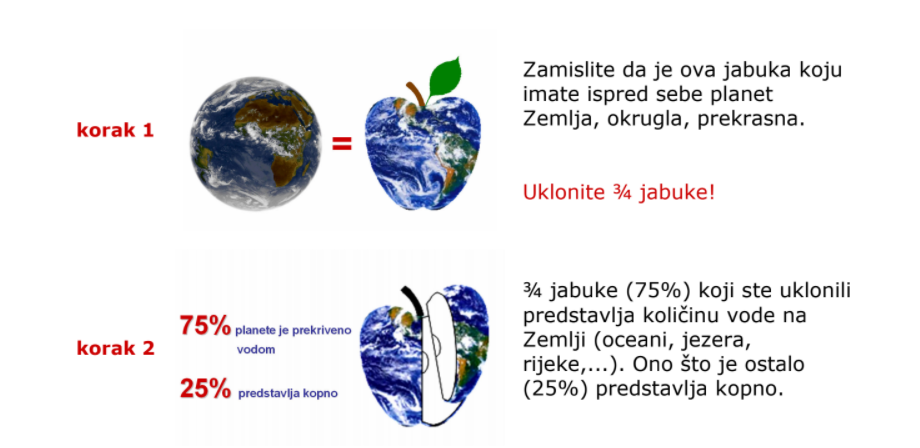 korak 1
=
Zamislite da je ova jabuka koju
imate ispred sebe planet
Zemlja, okrugla, prekrasna.
Uklonite ¾ jabuke!
korak 2
75% planete je prekriveno
vodom
25% predstavlja kopno
¾ jabuke (75%) koji ste uklonili
predstavlja količinu vode na
Zemlji (oceani, jezera,
rijeke,...). Ono što je ostalo
(25%) predstavlja kopno.